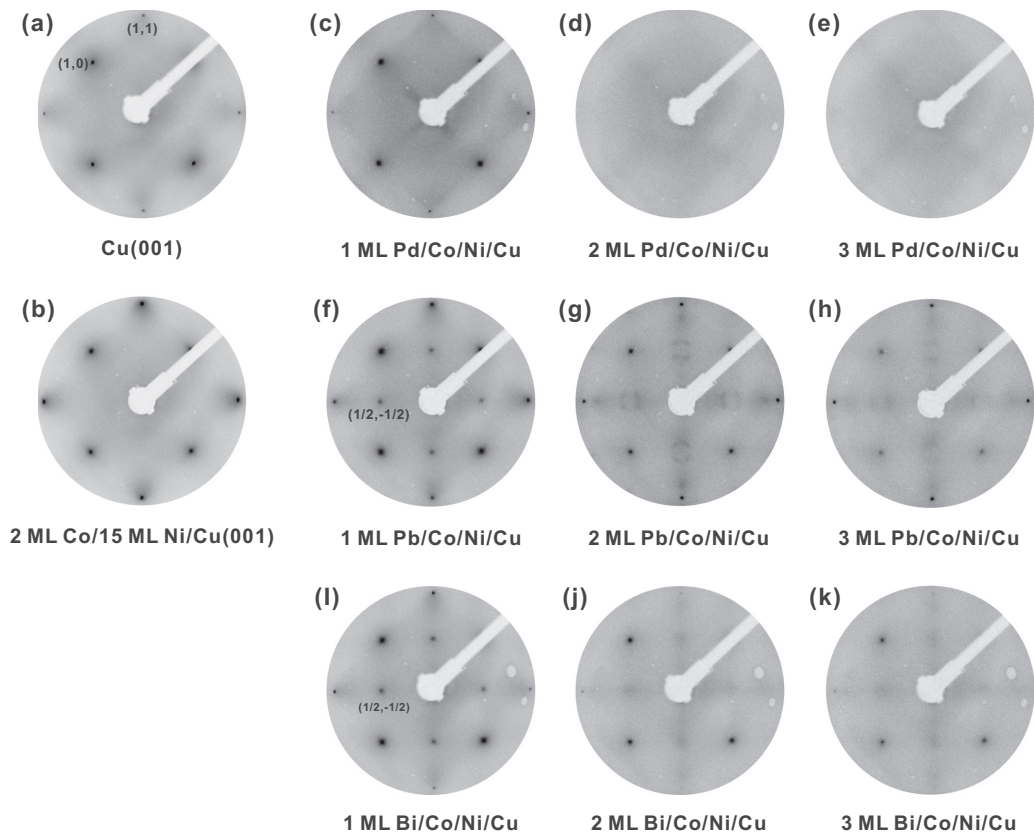 (a)
(1,1)
(1,0)
Cu(001)
(c)
1 ML Pd/Co/Ni/Cu
(d)
2 ML Pd/Co/Ni/Cu
(e)
3 ML Pd/Co/Ni/Cu
(b)
2 ML Co/15 ML Ni/Cu(001)
(f)
(1/2,-1/2)
1 ML Pb/Co/Ni/Cu
(g)
2 ML Pb/Co/Ni/Cu
(h)
3 ML Pb/Co/Ni/Cu
(I)
(1/2,-1/2)
1 ML Bi/Co/Ni/Cu
(j)
2 ML Bi/Co/Ni/Cu
(k)
3 ML Bi/Co/Ni/Cu